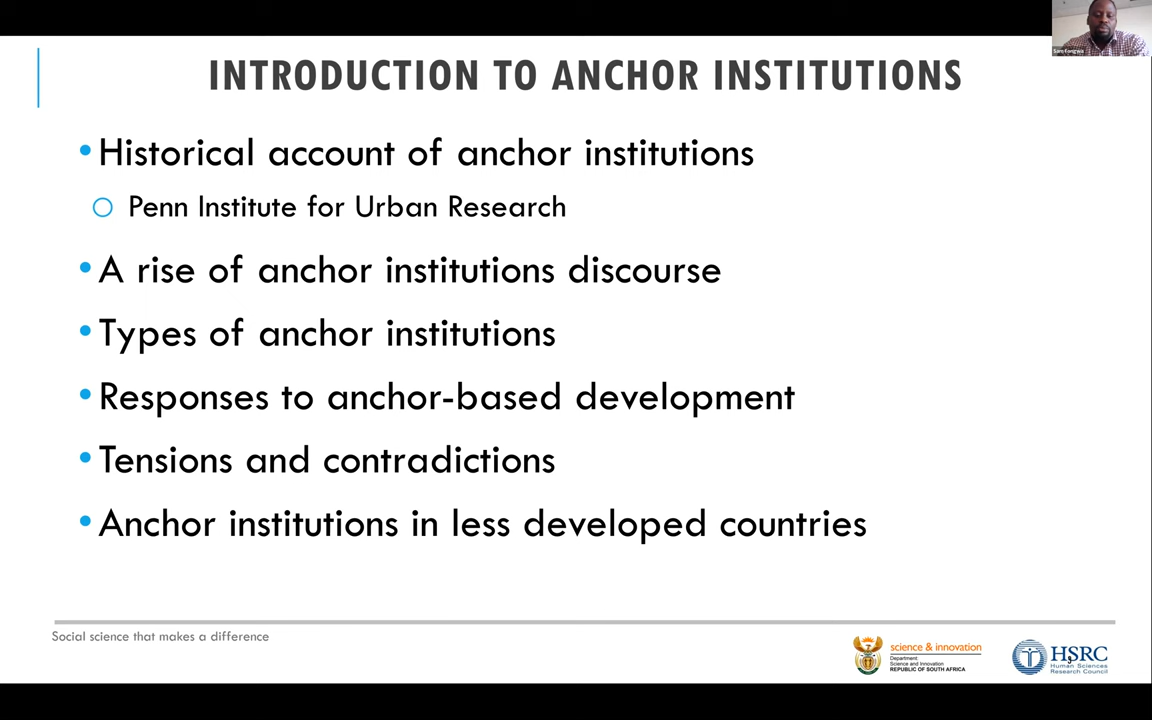 Sam Fongwa
INTRODUCTION TO ANCHOR INSTITUTIONS
•Historical account of anchor institutions
○ Penn Institute for Urban Research
•A rise of anchor institutions discourse
•Types of anchor institutions
•Responses to anchor-based development
•Tensions and contradictions
•Anchor institutions in less developed countries
Social science that makes a difference
science & innovation
Department:
Science and Innovation
REPUBLIC OF SOUTH AFRICA
HSRC
Human Sciences
Research Council